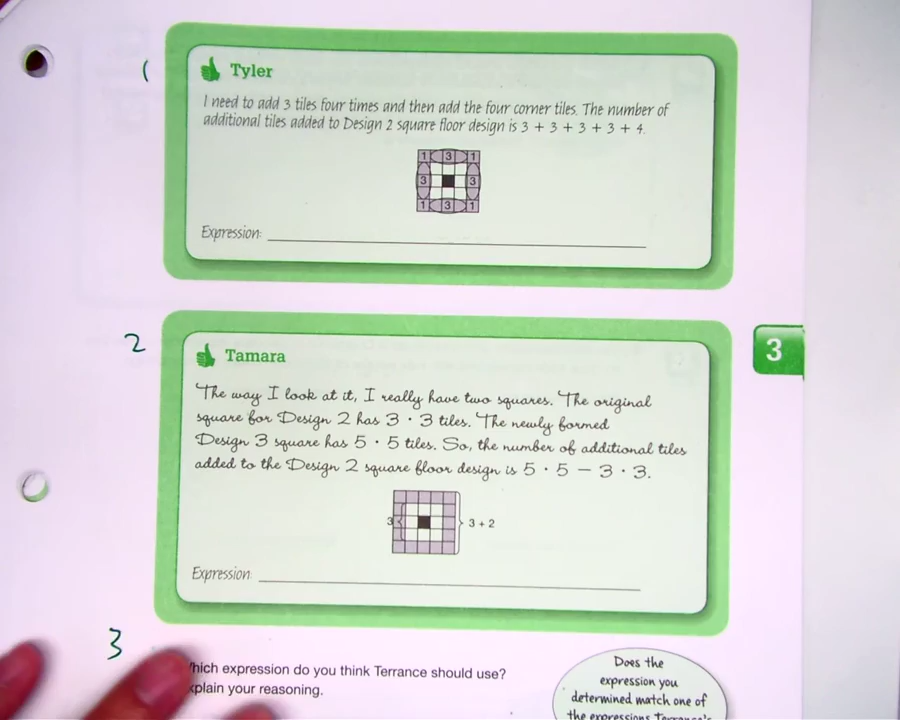 1
Tyler
I need to add 3 tiles four times and then add the four corner tiles. The number of
additional tiles added to Design 2 square floor design is 3 + 3 + 3 + 3 + 4.
1 3 1
3 3
1 3 1
Expression:
2
Tamara
3
The way I look at it, I really have two squares. The original
square for Design 2 has 3 · 3 tiles. The newly formed
Design 3 square has 5 · 5 tiles. So, the number of additional tiles
added to the Design 2 square floor design is 5 · 5 – 3 · 3.
3 3 + 2
Expression:
3
hich expression do you think Terrance should use?
xplain your reasoning.
Does the
expression you
determined match one of
the expressions